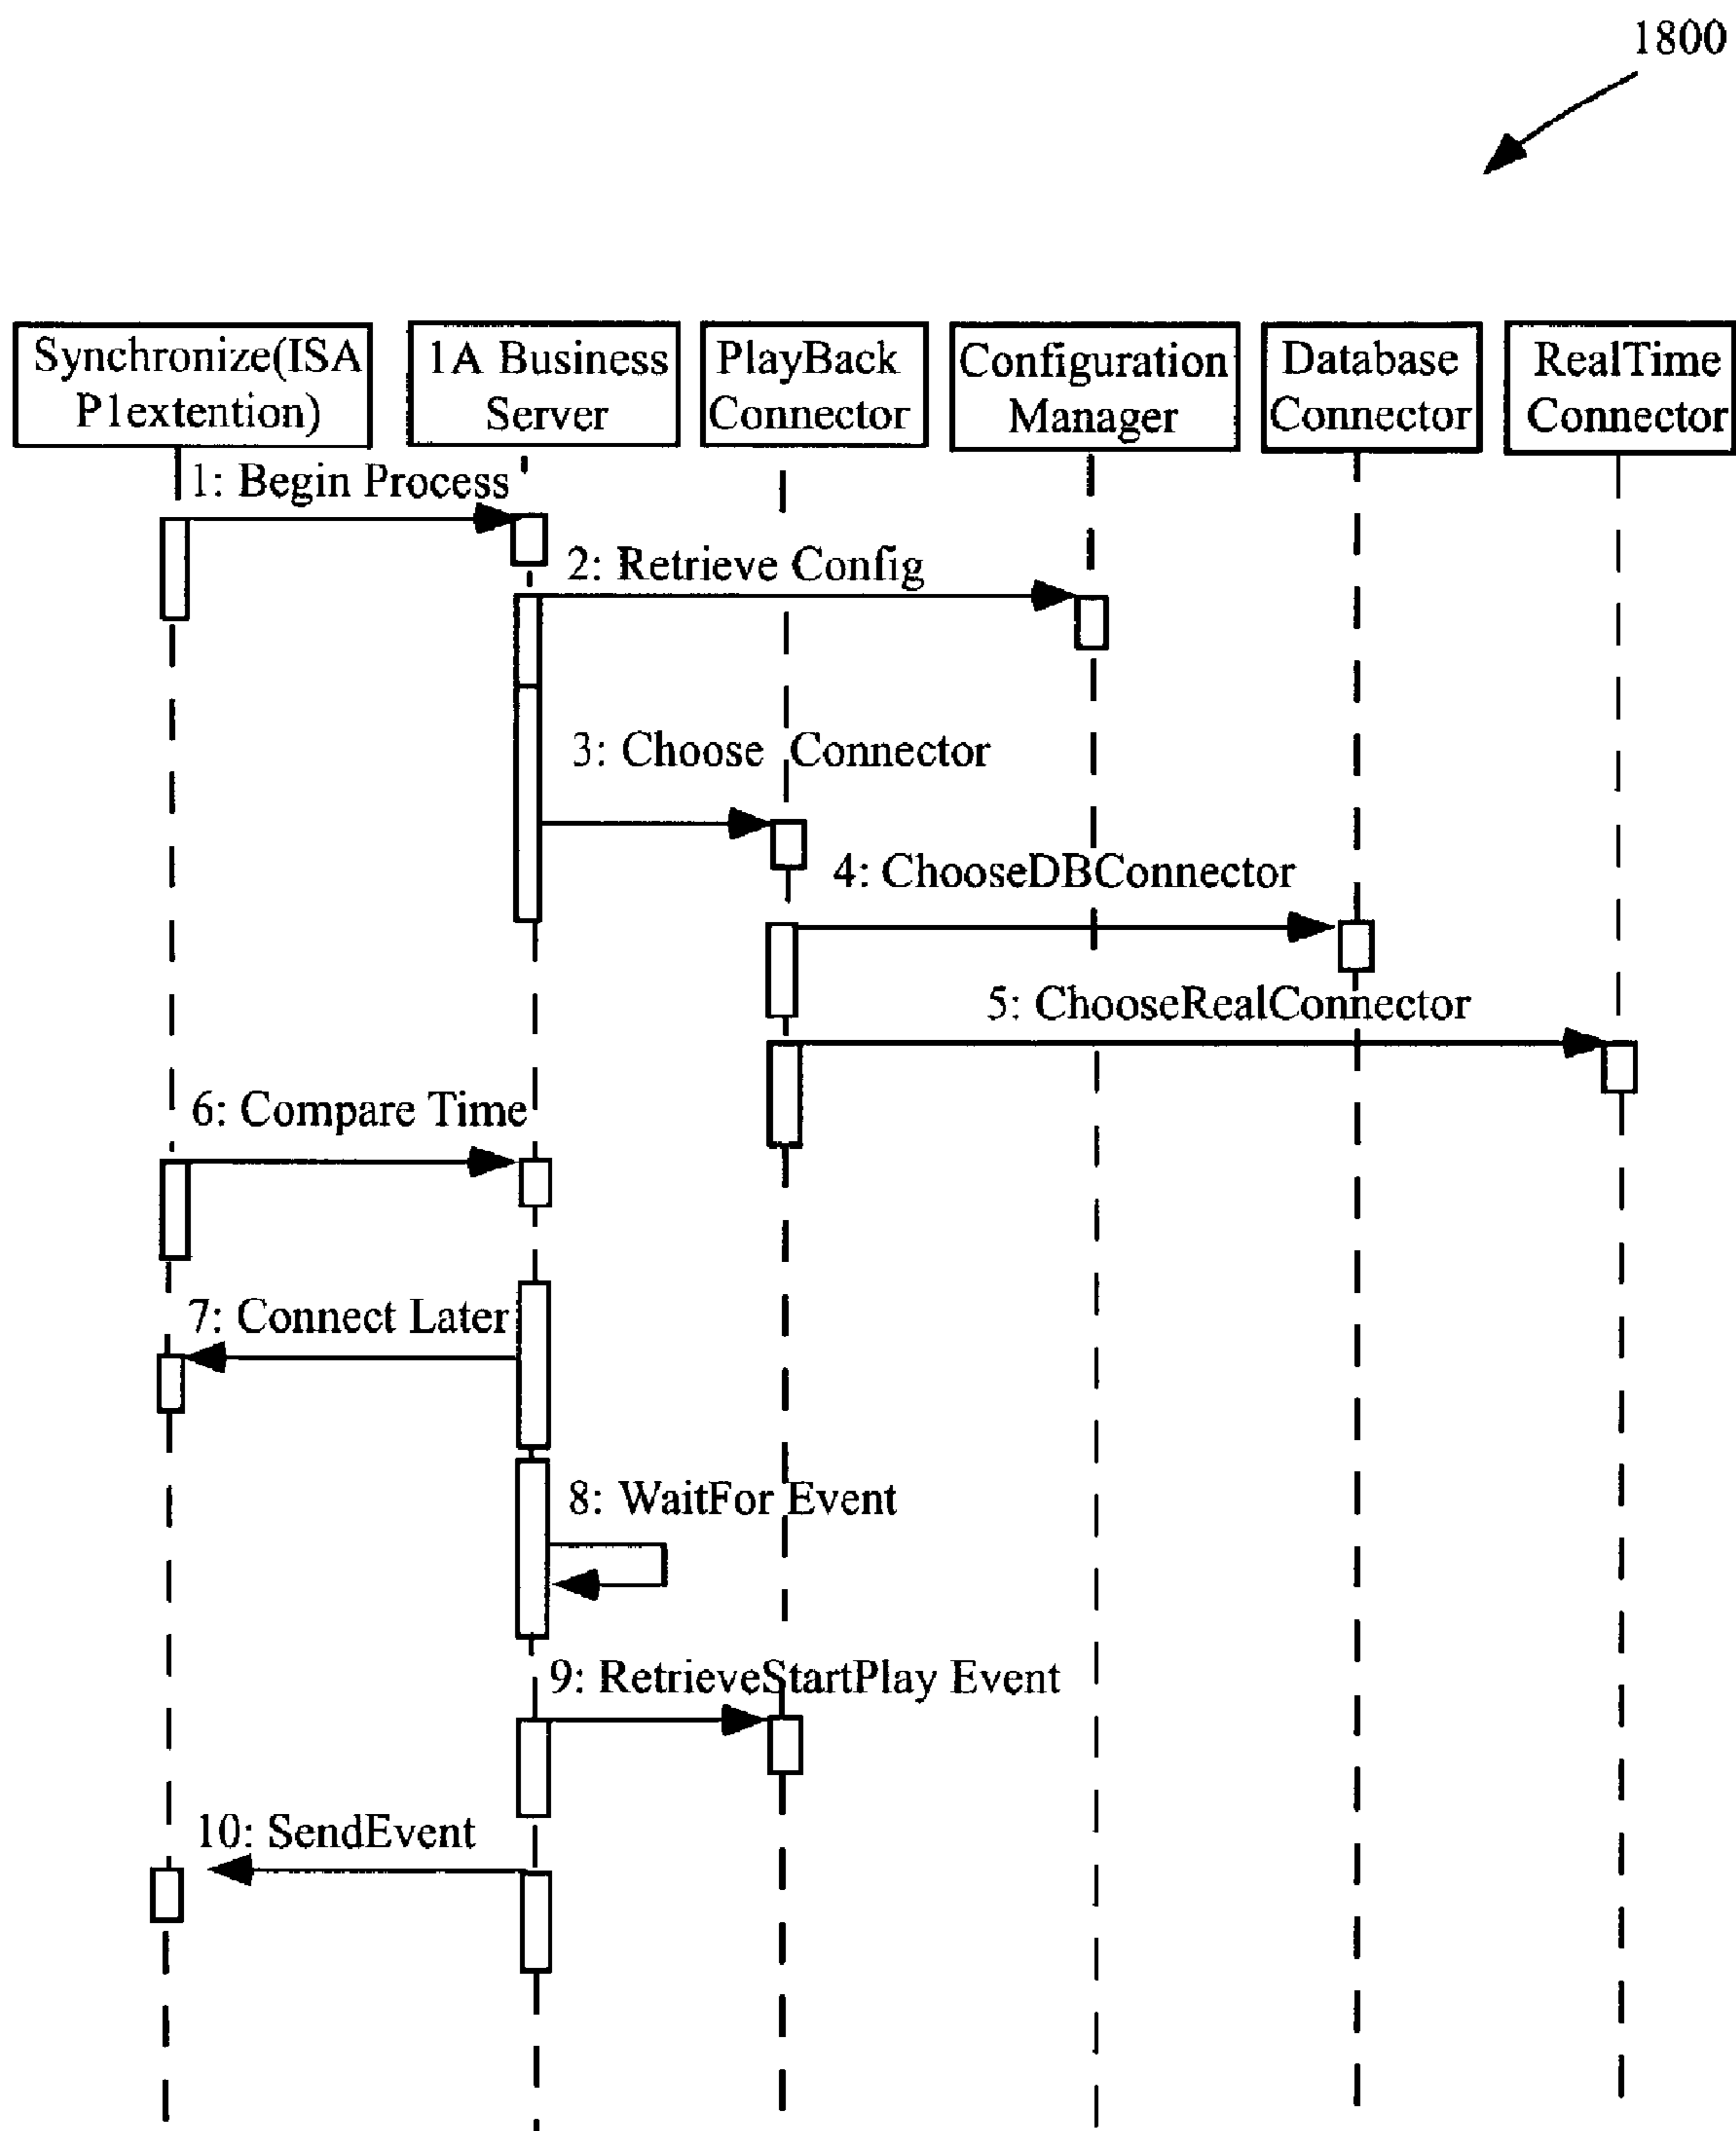 1800
Synchronize(ISA
P1extention)
1A Business
Server
PlayBack
Connector
Configuration
Manager
Database
Connector
RealTime
Connector
1: Begin Process
2: Retrieve Config
3: Choose Connector
4: ChooseDBConnector
5: ChooseRealConnector
6: Compare Time
7: Connect Later
8: WaitFor Event
9: RetrieveStartPlay Event
10: SendEvent